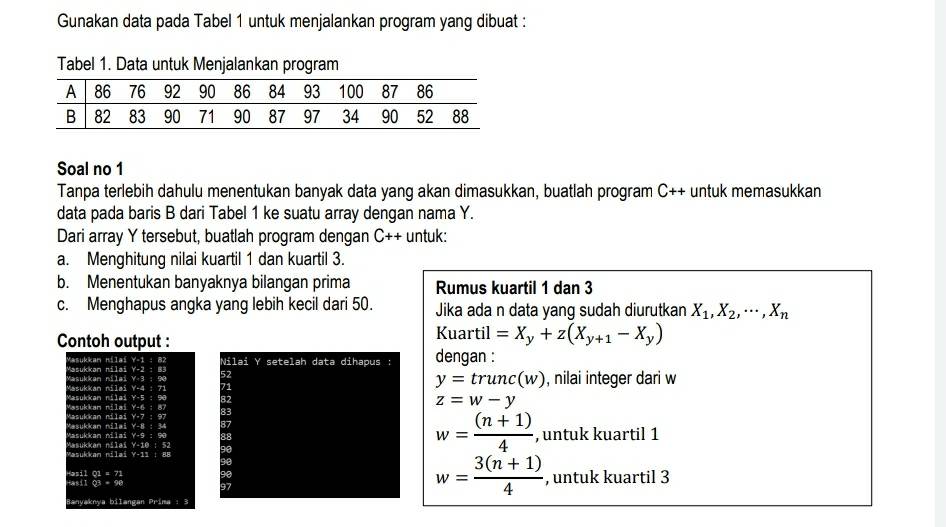 Gunakan data pada Tabel 1 untuk menjalankan program yang dibuat :
Tabel 1. Data untuk Menjalankan program
A 86 76 92 90 86 84 93 100 87 86
B 82 83 90 71 90 87 97 34 90 52 88
Soal no 1
Tanpa terlebih dahulu menentukan banyak data yang akan dimasukkan, buatlah program C++ untuk memasukkan
data pada baris B dari Tabel 1 ke suatu array dengan nama Y.
Dari array Y tersebut, buatlah program dengan C++ untuk:
a. Menghitung nilai kuartil 1 dan kuartil 3.
b. Menentukan banyaknya bilangan prima
c. Menghapus angka yang lebih kecil dari 50.
Contoh output :
Masukkan nilai Y-1 : 82
Masukkan nilai Y-2 : 83
Masukkan nilai Y-3 : 90
Masukkan nilai Y-4 : 71
Masukkan nilai Y-5 : 90
Masukkan nilai Y-6 : 87
Masukkan nilai Y-7 : 97
Masukkan nilai Y-8 : 34
Masukkan nilai Y-9 : 90
Masukkan nilai Y-10 : 52
Masukkan nilai Y-11 : 88
Hasil Q1 = 71
Hasil Q3 = 90
Banyaknya bilangan Prima : 3
Nilai Y setelah data dihapus :
52
71
82
83
87
88
90
90
90
97
Rumus kuartil 1 dan 3
Jika ada n data yang sudah diurutkan X₁, X₂, ⋯ , Xₙ
Kuartil = X_y + z(X_{y+1} − X_y)
dengan :
y = trunc(w), nilai integer dari w
z = w − y
w = (n + 1)/4 , untuk kuartil 1
w = 3(n + 1)/4 , untuk kuartil 3